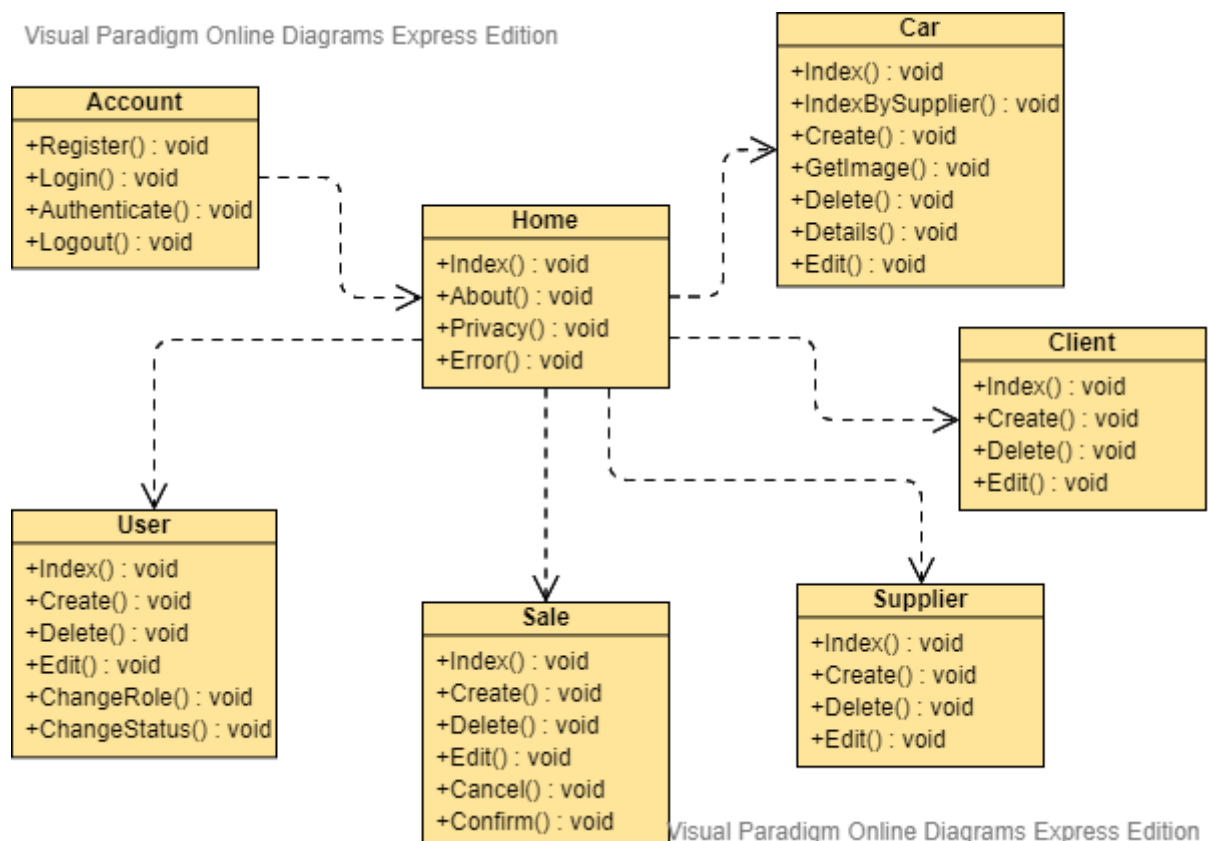 Visual Paradigm Online Diagrams Express Edition
Account
+Register() : void
+Login() : void
+Authenticate() : void
+Logout() : void
Home
+Index() : void
+About() : void
+Privacy() : void
+Error() : void
Car
+Index() : void
+IndexBySupplier() : void
+Create() : void
+GetImage() : void
+Delete() : void
+Details() : void
+Edit() : void
Client
+Index() : void
+Create() : void
+Delete() : void
+Edit() : void
User
+Index() : void
+Create() : void
+Delete() : void
+Edit() : void
+ChangeRole() : void
+ChangeStatus() : void
Sale
+Index() : void
+Create() : void
+Delete() : void
+Edit() : void
+Cancel() : void
+Confirm() : void
Supplier
+Index() : void
+Create() : void
+Delete() : void
+Edit() : void
Visual Paradigm Online Diagrams Express Edition